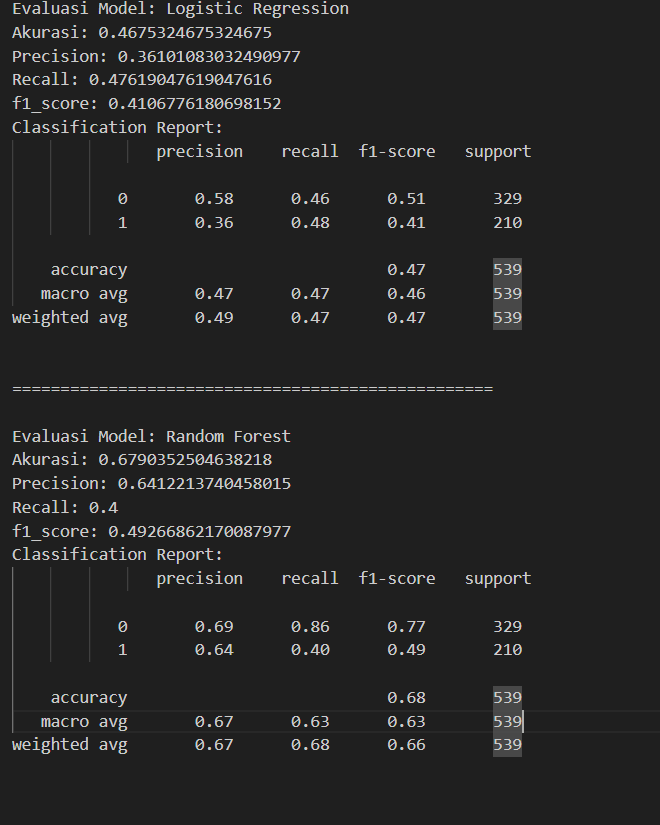 Evaluasi Model: Logistic Regression
Akurasi: 0.4675324675324675
Precision: 0.36101083032490977
Recall: 0.47619047619047616
f1_score: 0.4106776180698152
Classification Report:
precision recall f1-score support
0 0.58 0.46 0.51 329
1 0.36 0.48 0.41 210
accuracy 0.47 539
macro avg 0.47 0.47 0.46 539
weighted avg 0.49 0.47 0.47 539
==================================================
Evaluasi Model: Random Forest
Akurasi: 0.6790352504638218
Precision: 0.6412213740458015
Recall: 0.4
f1_score: 0.49266862170087977
Classification Report:
precision recall f1-score support
0 0.69 0.86 0.77 329
1 0.64 0.40 0.49 210
accuracy 0.68 539
macro avg 0.67 0.63 0.63 539
weighted avg 0.67 0.68 0.66 539